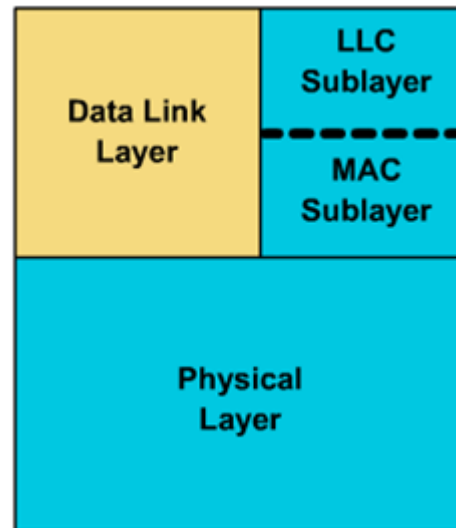 Data Link
Layer
LLC
Sublayer
MAC
Sublayer
Physical
Layer